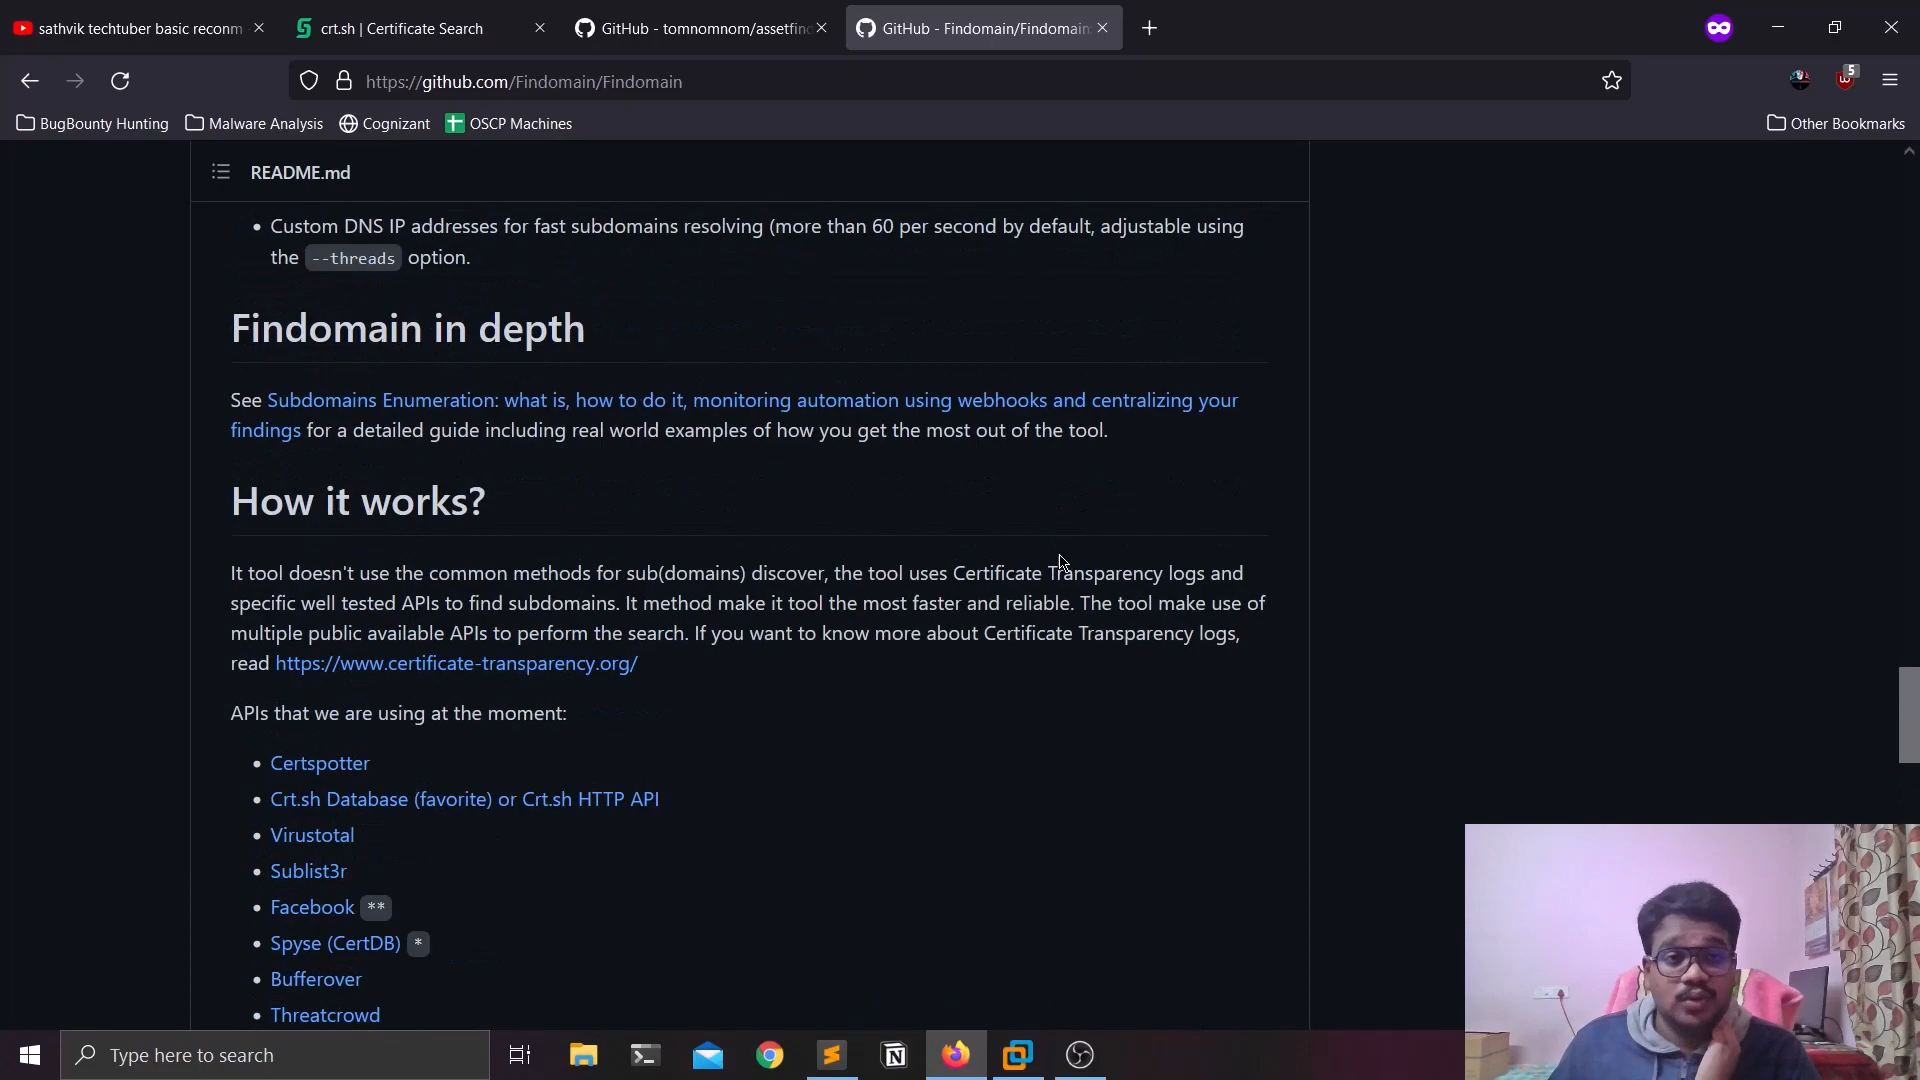 sathvik techtuber basic reconm
crt.sh | Certificate Search
GitHub - tomnomnom/assetfind
GitHub - Findomain/Findomain
https://github.com/Findomain/Findomain
5
BugBounty Hunting
Malware Analysis
Cognizant
OSCP Machines
Other Bookmarks
README.md
• Custom DNS IP addresses for fast subdomains resolving (more than 60 per second by default, adjustable using
the --threads option.
Findomain in depth
See Subdomains Enumeration: what is, how to do it, monitoring automation using webhooks and centralizing your
findings for a detailed guide including real world examples of how you get the most out of the tool.
How it works?
It tool doesn't use the common methods for sub(domains) discover, the tool uses Certificate Transparency logs and
specific well tested APIs to find subdomains. It method make it tool the most faster and reliable. The tool make use of
multiple public available APIs to perform the search. If you want to know more about Certificate Transparency logs,
read https://www.certificate-transparency.org/
APIs that we are using at the moment:
• Certspotter
• Crt.sh Database (favorite) or Crt.sh HTTP API
• Virustotal
• Sublist3r
• Facebook **
• Spyse (CertDB) *
• Bufferover
• Threatcrowd
Type here to search